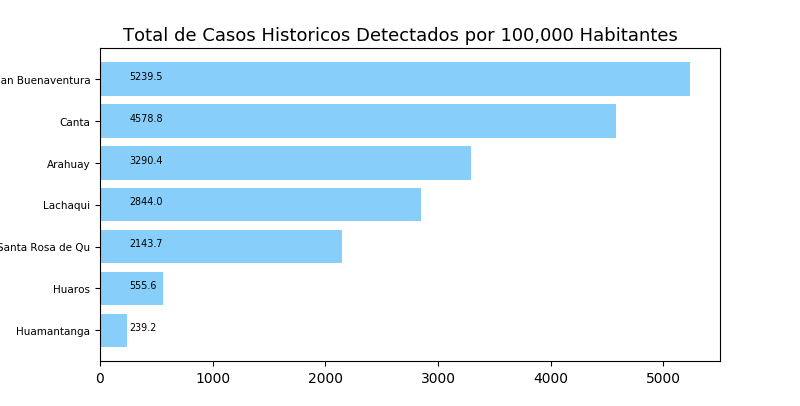 Total de Casos Historicos Detectados por 100,000 Habitantes
an Buenaventura 5239.5
Canta 4578.8
Arahuay 3290.4
Lachaqui 2844.0
Santa Rosa de Qu 2143.7
Huaros 555.6
Huamantanga 239.2
0 1000 2000 3000 4000 5000